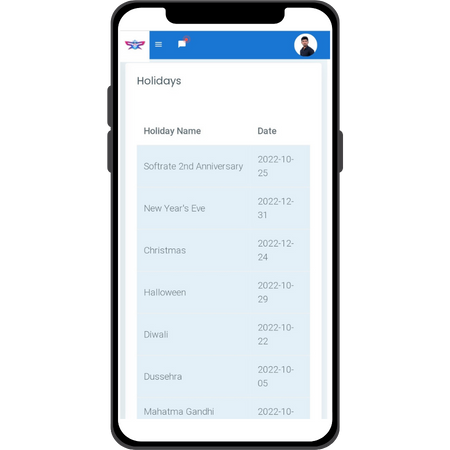 Holidays
Holiday Name Date
Softrate 2nd Anniversary 2022-10-
25
New Year's Eve 2022-12-
31
Christmas 2022-12-
24
Halloween 2022-10-
29
Diwali 2022-10-
22
Dussehra 2022-10-
05
Mahatma Gandhi 2022-10-